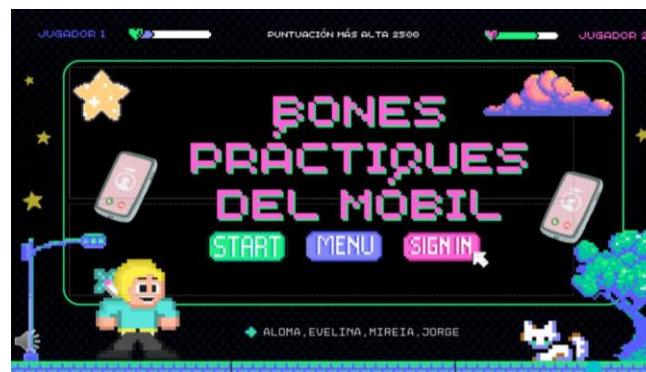 JUGADOR 1
PUNTUACIÓN MÁS ALTA 2500
JUGADOR 2
BONES
PRÀCTIQUES
DEL MÒBIL
START
MENU
SIGN IN
ALOMA, EVELINA, MIREIA, JORGE